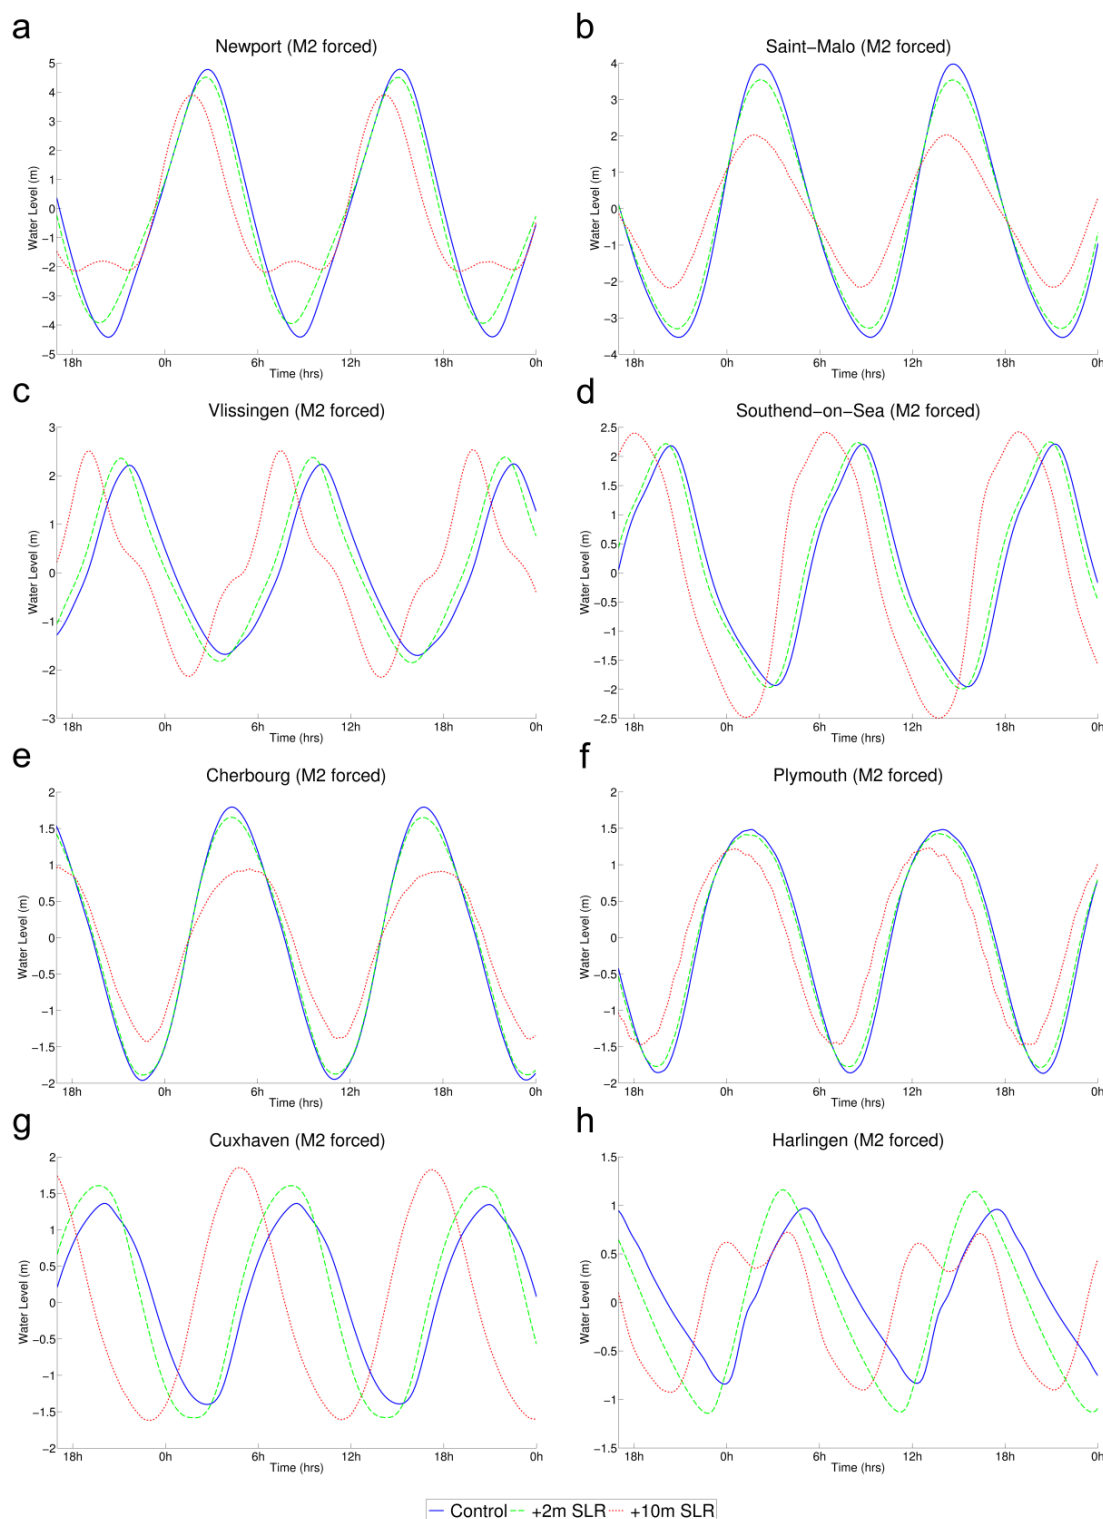 a
Newport (M2 forced)
Water Level (m)
5
4
3
2
1
0
−1
−2
−3
−4
−5
18h 0h 6h 12h 18h 0h
Time (hrs)
b
Saint−Malo (M2 forced)
Water Level (m)
4
3
2
1
0
−1
−2
−3
−4
18h 0h 6h 12h 18h 0h
Time (hrs)
c
Vlissingen (M2 forced)
Water Level (m)
3
2
1
0
−1
−2
−3
18h 0h 6h 12h 18h 0h
Time (hrs)
d
Southend−on−Sea (M2 forced)
Water Level (m)
2.5
2
1.5
1
0.5
0
−0.5
−1
−1.5
−2
−2.5
18h 0h 6h 12h 18h 0h
Time (hrs)
e
Cherbourg (M2 forced)
Water Level (m)
2
1.5
1
0.5
0
−0.5
−1
−1.5
−2
18h 0h 6h 12h 18h 0h
Time (hrs)
f
Plymouth (M2 forced)
Water Level (m)
2
1.5
1
0.5
0
−0.5
−1
−1.5
−2
18h 0h 6h 12h 18h 0h
Time (hrs)
g
Cuxhaven (M2 forced)
Water Level (m)
2
1.5
1
0.5
0
−0.5
−1
−1.5
−2
18h 0h 6h 12h 18h 0h
Time (hrs)
h
Harlingen (M2 forced)
Water Level (m)
1.5
1
0.5
0
−0.5
−1
−1.5
18h 0h 6h 12h 18h 0h
Time (hrs)
Control +2m SLR +10m SLR